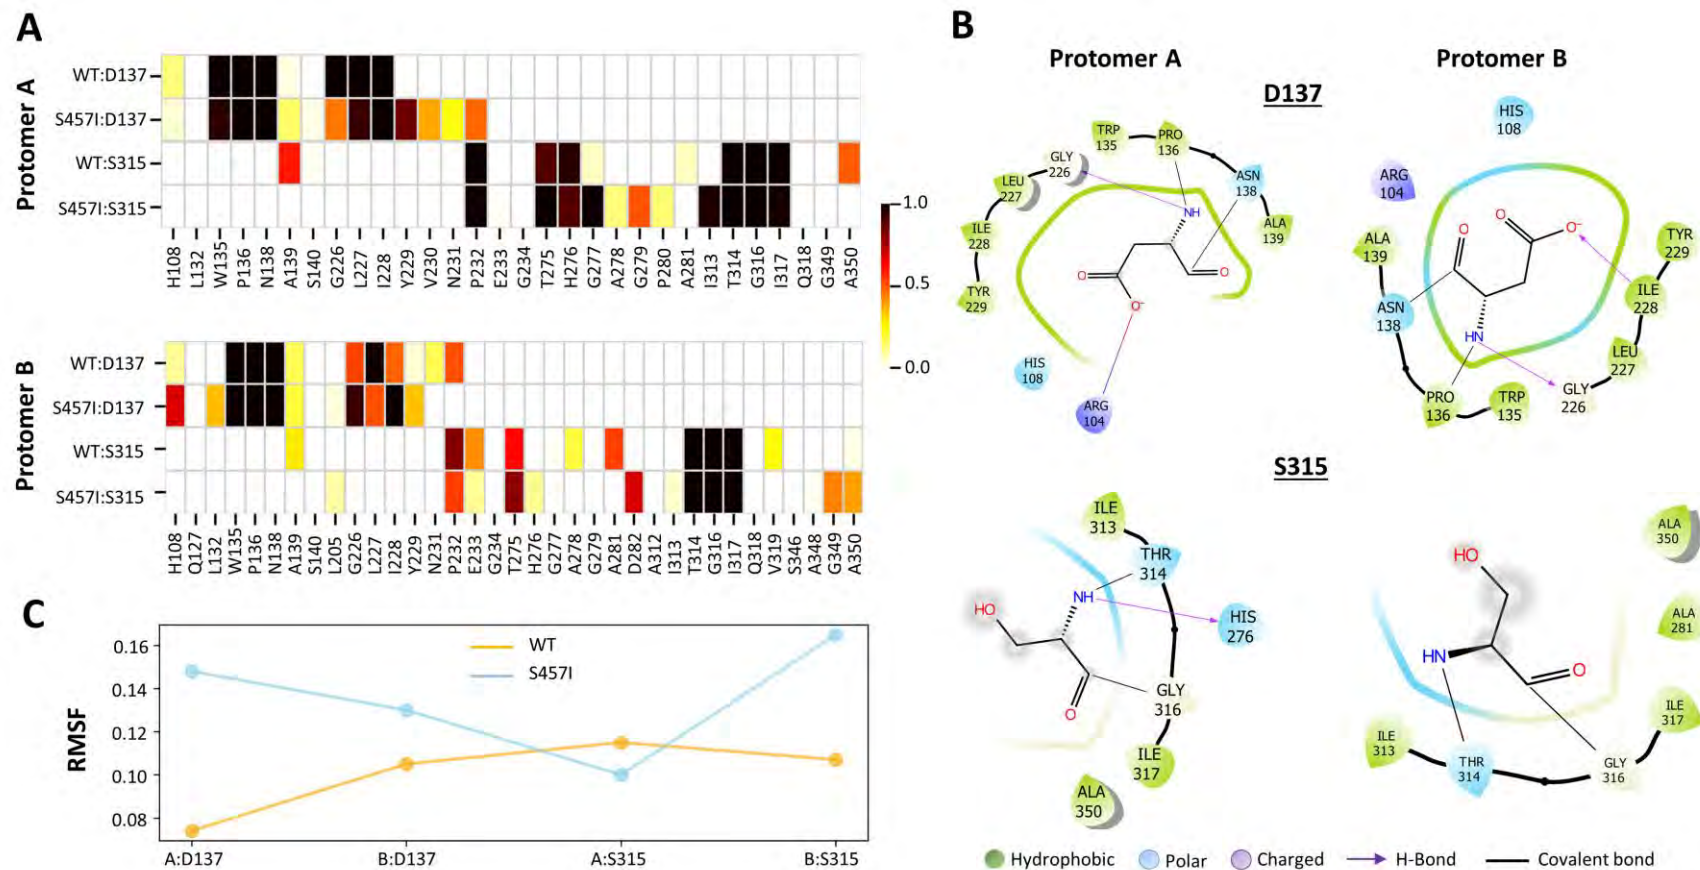 A
Protomer A
WT:D137
S457I:D137
WT:S315
S457I:S315
H108 L132 W135 P136 N138 A139 S140 G226 L227 I228 Y229 V230 N231 P232 E233 G234 T275 H276 G277 A278 G279 P280 A281 I313 T314 G316 I317 Q318 G349 A350
1.0
0.5
0.0
Protomer B
WT:D137
S457I:D137
WT:S315
S457I:S315
H108 Q127 L132 W135 P136 N138 A139 S140 L205 G226 L227 I228 Y229 N231 P232 E233 G234 T275 H276 G277 A278 G279 A281 D282 A312 I313 T314 G316 I317 Q318 V319 S346 A348 G349 A350
B
Protomer A
Protomer B
D137
TRP
135
PRO
136
GLY
226
ASN
138
LEU
227
ALA
139
ILE
228
TYR
229
NH
O
O
O-
HIS
108
ARG
104
HIS
108
ARG
104
ALA
139
TYR
229
O
O
O-
ILE
228
ASN
138
NH
LEU
227
PRO
136
TRP
135
GLY
226
S315
ILE
313
THR
314
NH
HO
HIS
276
O
GLY
316
ILE
317
ALA
350
ALA
350
HO
ALA
281
HN
O
ILE
317
ILE
313
THR
314
GLY
316
Hydrophobic
Polar
Charged
H-Bond
Covalent bond
C
RMSF
0.16
0.14
0.12
0.10
0.08
WT
S457I
A:D137 B:D137 A:S315 B:S315